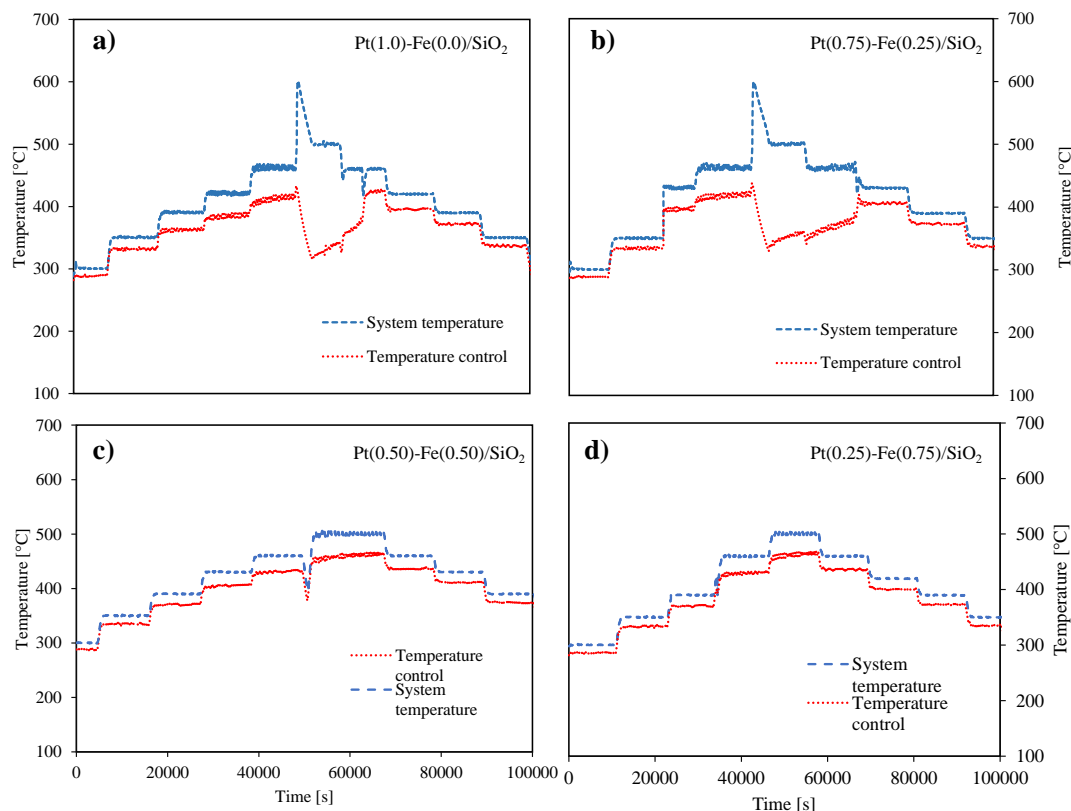 a)
Pt(1.0)-Fe(0.0)/SiO2
700
600
500
400
300
200
100
Temperature [°C]
System temperature
Temperature control
b)
Pt(0.75)-Fe(0.25)/SiO2
700
600
500
400
300
200
100
Temperature [°C]
System temperature
Temperature control
c)
Pt(0.50)-Fe(0.50)/SiO2
700
600
500
400
300
200
100
Temperature [°C]
Temperature
control
System
temperature
0
20000
40000
60000
80000
100000
Time [s]
d)
Pt(0.25)-Fe(0.75)/SiO2
700
600
500
400
300
200
100
Temperature [°C]
System
temperature
Temperature
control
0
20000
40000
60000
80000
100000
Time [s]